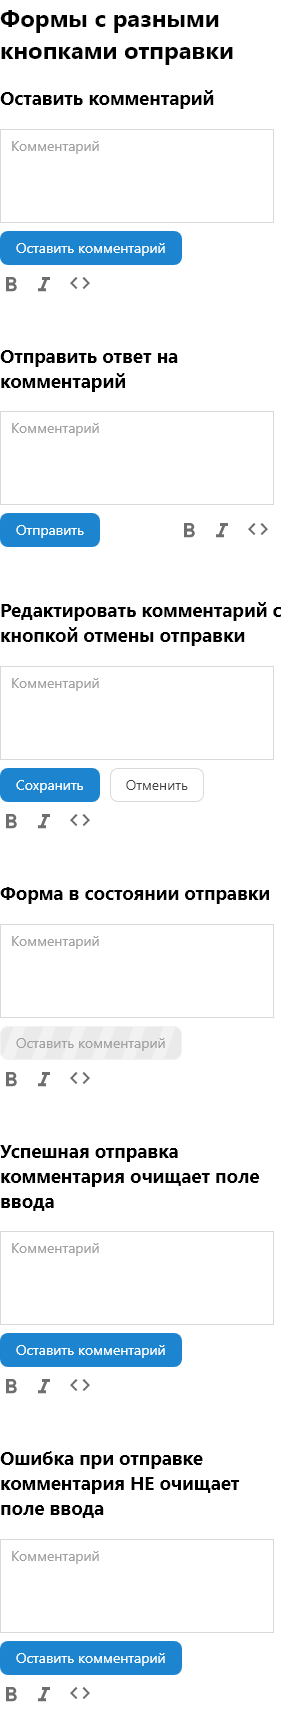 Формы с разными
кнопками отправки
Оставить комментарий
Комментарий
Оставить комментарий
B I <>
Отправить ответ на
комментарий
Комментарий
Отправить B I <>
Редактировать комментарий с
кнопкой отмены отправки
Комментарий
Сохранить Отменить
B I <>
Форма в состоянии отправки
Комментарий
Оставить комментарий
B I <>
Успешная отправка
комментария очищает поле
ввода
Комментарий
Оставить комментарий
B I <>
Ошибка при отправке
комментария НЕ очищает
поле ввода
Комментарий
Оставить комментарий
B I <>